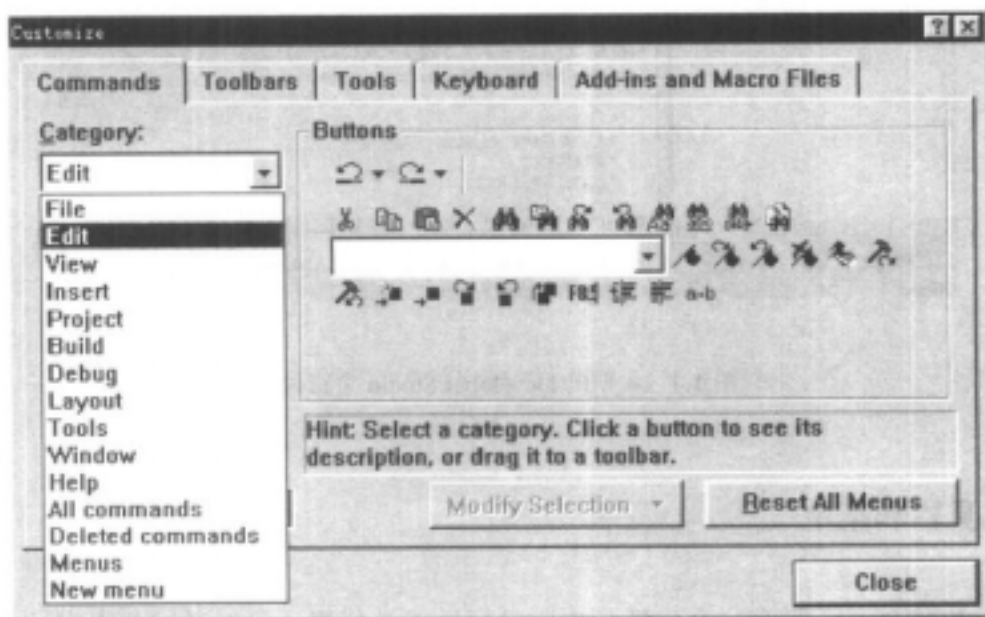 Customize
Commands Toolbars Tools Keyboard Add-ins and Macro Files
Category:
Buttons
Edit
File
Edit
View
Insert
Project
Build
Debug
Layout
Tools
Window
Help
All commands
Deleted commands
Menus
New menu
a-b
Hint: Select a category. Click a button to see its
description, or drag it to a toolbar.
Modify Selection
Reset All Menus
Close